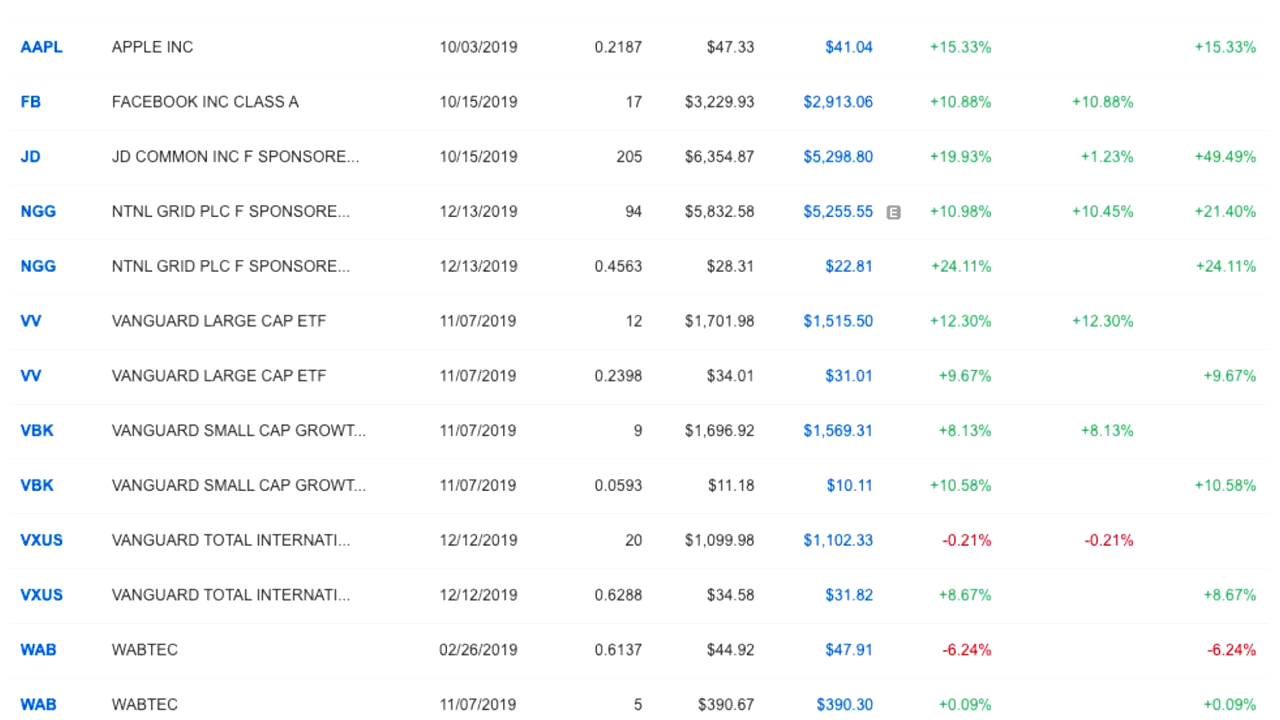 AAPL APPLE INC 10/03/2019 0.2187 $47.33 $41.04 +15.33% +15.33%
FB FACEBOOK INC CLASS A 10/15/2019 17 $3,229.93 $2,913.06 +10.88% +10.88%
JD JD COMMON INC F SPONSORE... 10/15/2019 205 $6,354.87 $5,298.80 +19.93% +1.23% +49.49%
NGG NTNL GRID PLC F SPONSORE... 12/13/2019 94 $5,832.58 $5,255.55 E +10.98% +10.45% +21.40%
NGG NTNL GRID PLC F SPONSORE... 12/13/2019 0.4563 $28.31 $22.81 +24.11% +24.11%
VV VANGUARD LARGE CAP ETF 11/07/2019 12 $1,701.98 $1,515.50 +12.30% +12.30%
VV VANGUARD LARGE CAP ETF 11/07/2019 0.2398 $34.01 $31.01 +9.67% +9.67%
VBK VANGUARD SMALL CAP GROWT... 11/07/2019 9 $1,696.92 $1,569.31 +8.13% +8.13%
VBK VANGUARD SMALL CAP GROWT... 11/07/2019 0.0593 $11.18 $10.11 +10.58% +10.58%
VXUS VANGUARD TOTAL INTERNATI... 12/12/2019 20 $1,099.98 $1,102.33 -0.21% -0.21%
VXUS VANGUARD TOTAL INTERNATI... 12/12/2019 0.6288 $34.58 $31.82 +8.67% +8.67%
WAB WABTEC 02/26/2019 0.6137 $44.92 $47.91 -6.24% -6.24%
WAB WABTEC 11/07/2019 5 $390.67 $390.30 +0.09% +0.09%